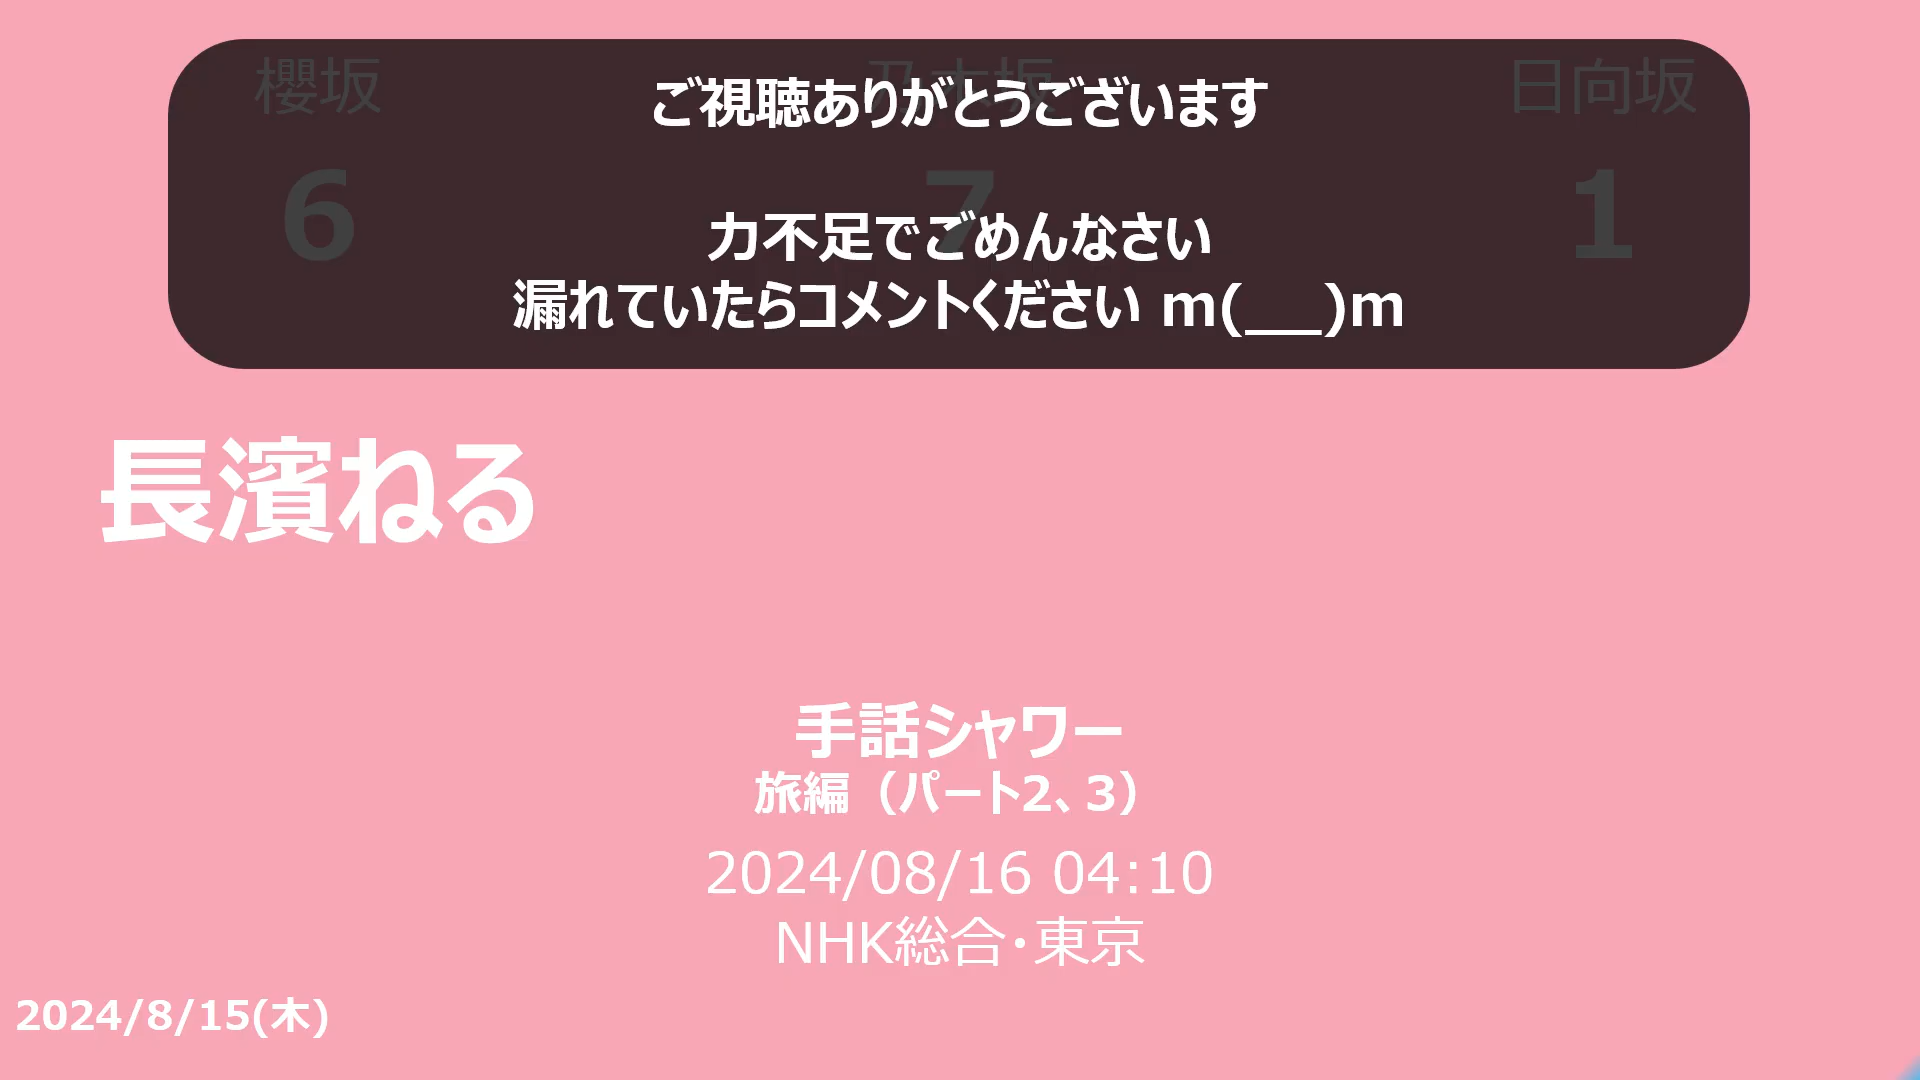 櫻坂 乃木坂 日向坂
ご視聴ありがとうございます
6 7 1
力不足でごめんなさい
漏れていたらコメントください m(__)m
長濱ねる
手話シャワー
旅編（パート2、3）
2024/08/16 04:10
NHK総合・東京
2024/8/15(木)